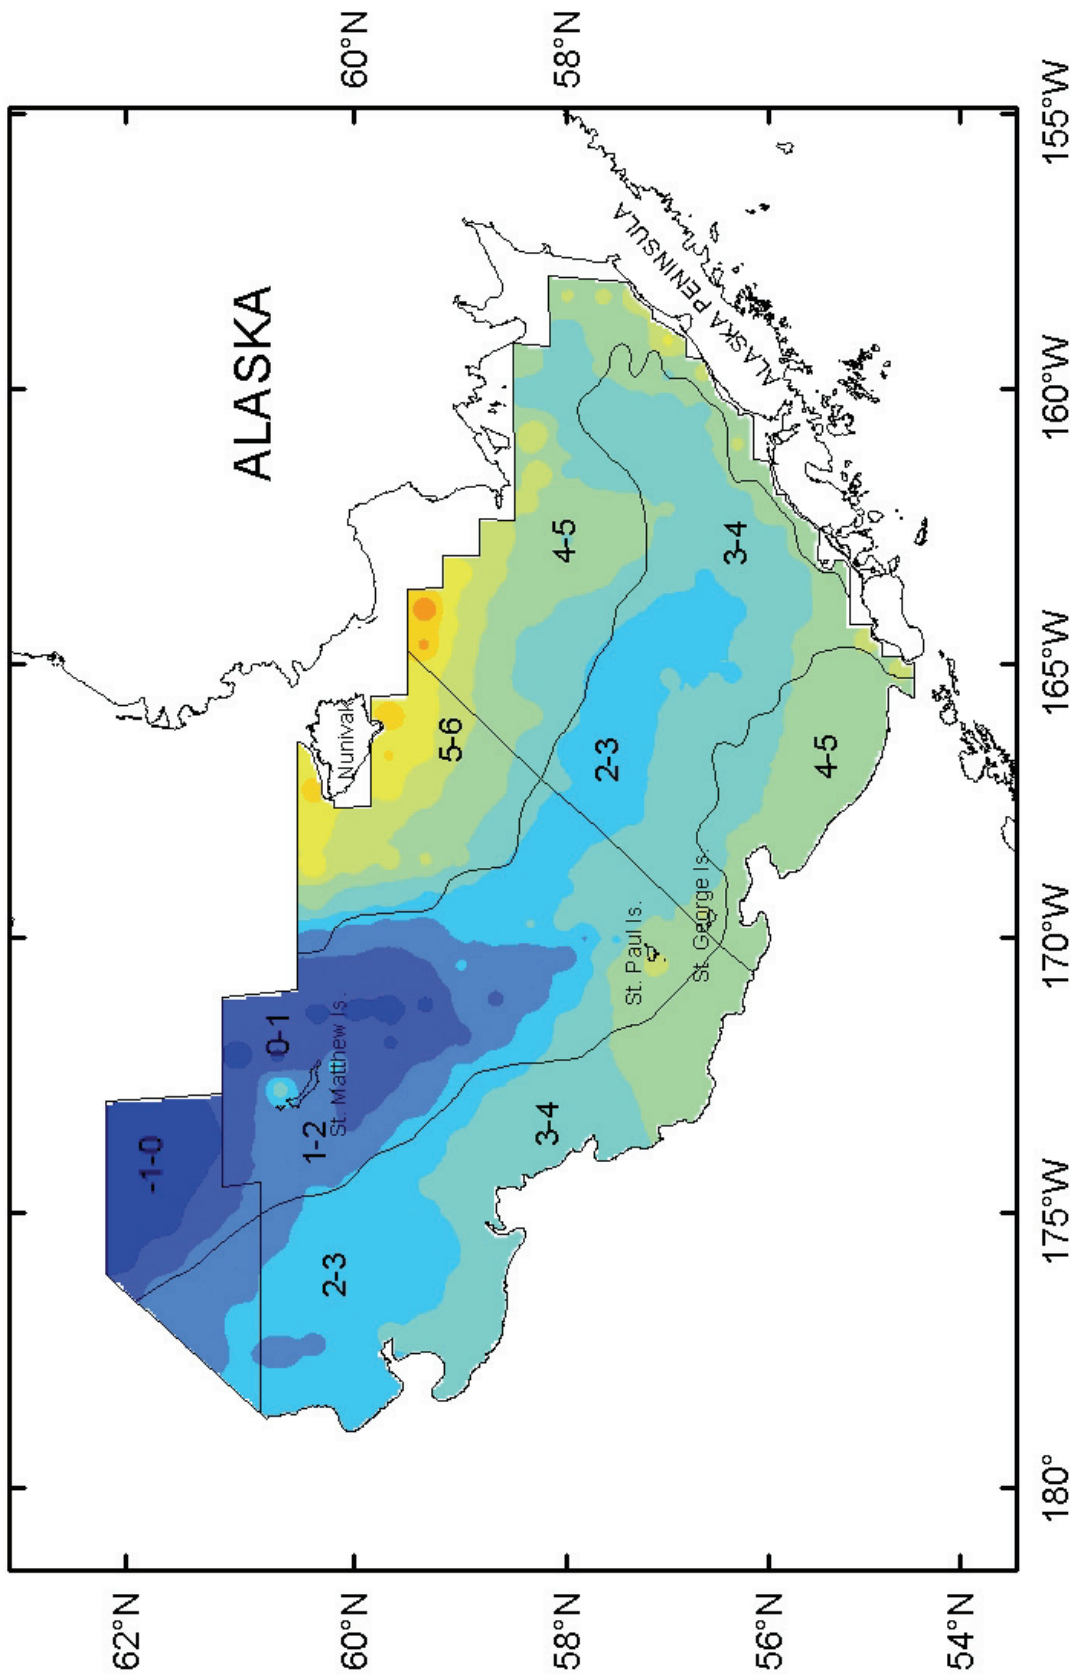 60°N
58°N
ALASKA
ALASKA PENINSULA
Nunivak
St. Matthew Is.
St. Paul Is.
St. George Is.
-1-0
0-1
1-2
2-3
3-4
5-6
4-5
2-3
3-4
4-5
62°N
60°N
58°N
56°N
54°N
180°
175°W
170°W
165°W
160°W
155°W